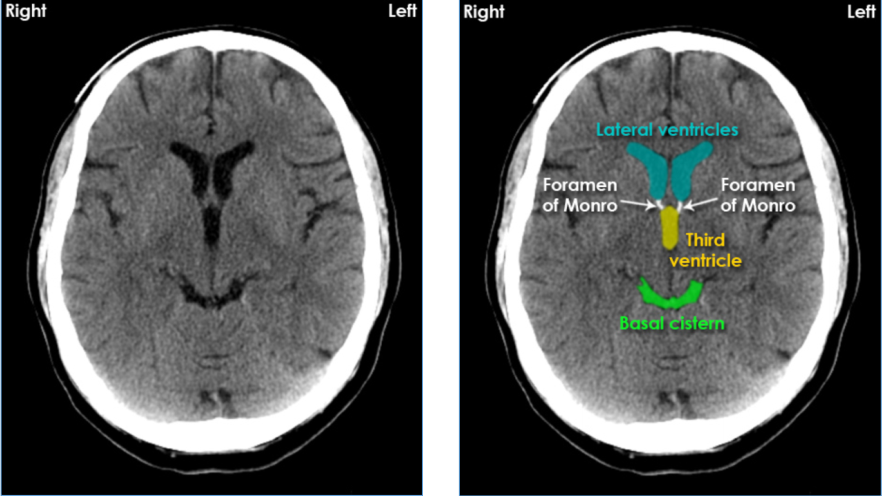 Right
Left
Right
Left
Lateral ventricles
Foramen
of Monro
Foramen
of Monro
Third
ventricle
Basal cistern